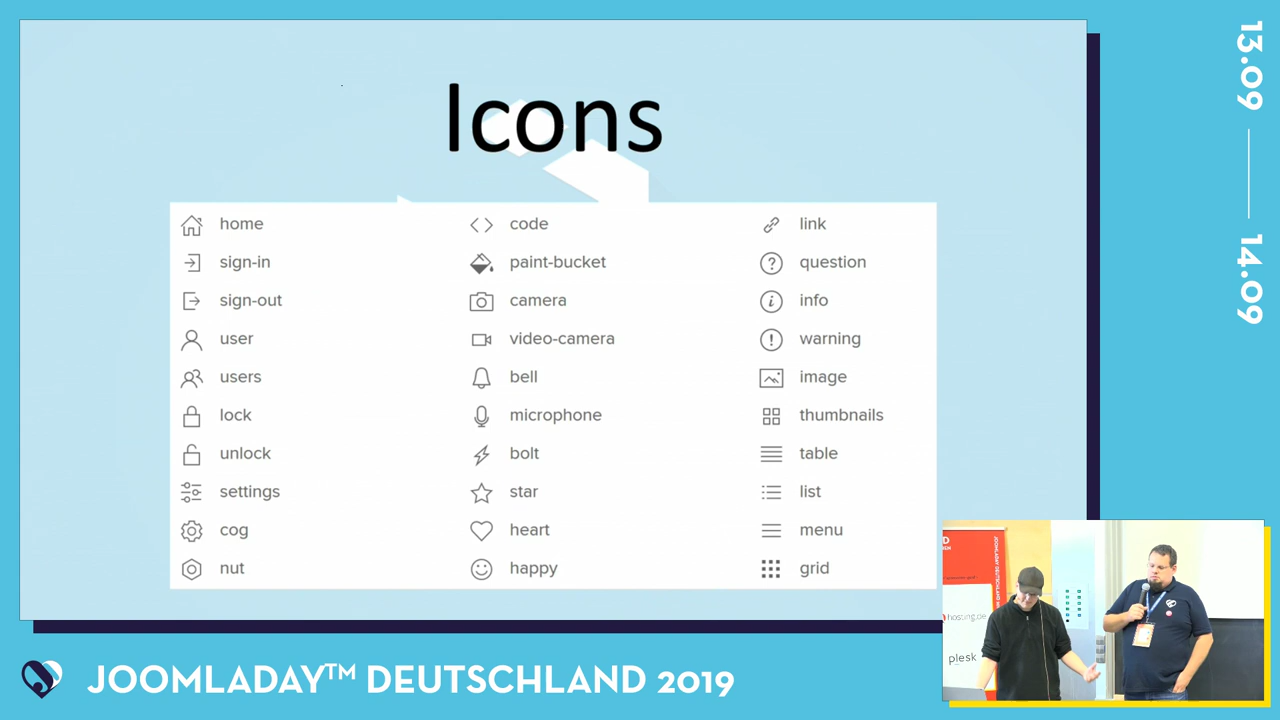 Icons
home
sign-in
sign-out
user
users
lock
unlock
settings
cog
nut
code
paint-bucket
camera
video-camera
bell
microphone
bolt
star
heart
happy
link
question
info
warning
image
thumbnails
table
list
menu
grid
13.09
14.09
JOOMLADAY™ DEUTSCHLAND 2019
hosting.de
plesk